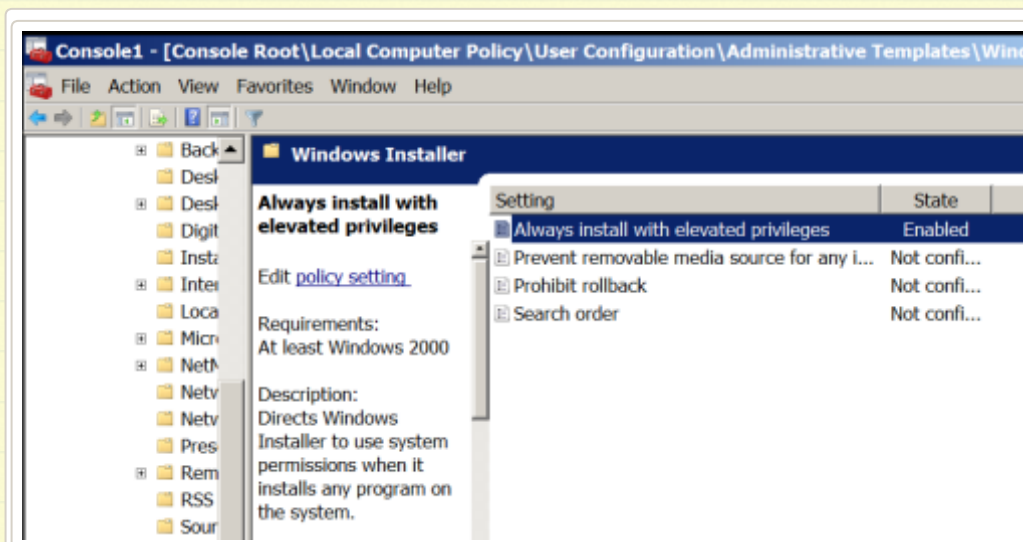 Console1 - [Console Root\Local Computer Policy\User Configuration\Administrative Templates\Wind
File Action View Favorites Window Help
Back
Desk
Desk
Digit
Insta
Inter
Loca
Micro
NetM
Netw
Netw
Pres
Rem
RSS
Sour
Windows Installer
Always install with
elevated privileges
Edit policy setting
Requirements:
At least Windows 2000
Description:
Directs Windows
Installer to use system
permissions when it
installs any program on
the system.
Setting State
Always install with elevated privileges Enabled
Prevent removable media source for any i... Not confi...
Prohibit rollback Not confi...
Search order Not confi...